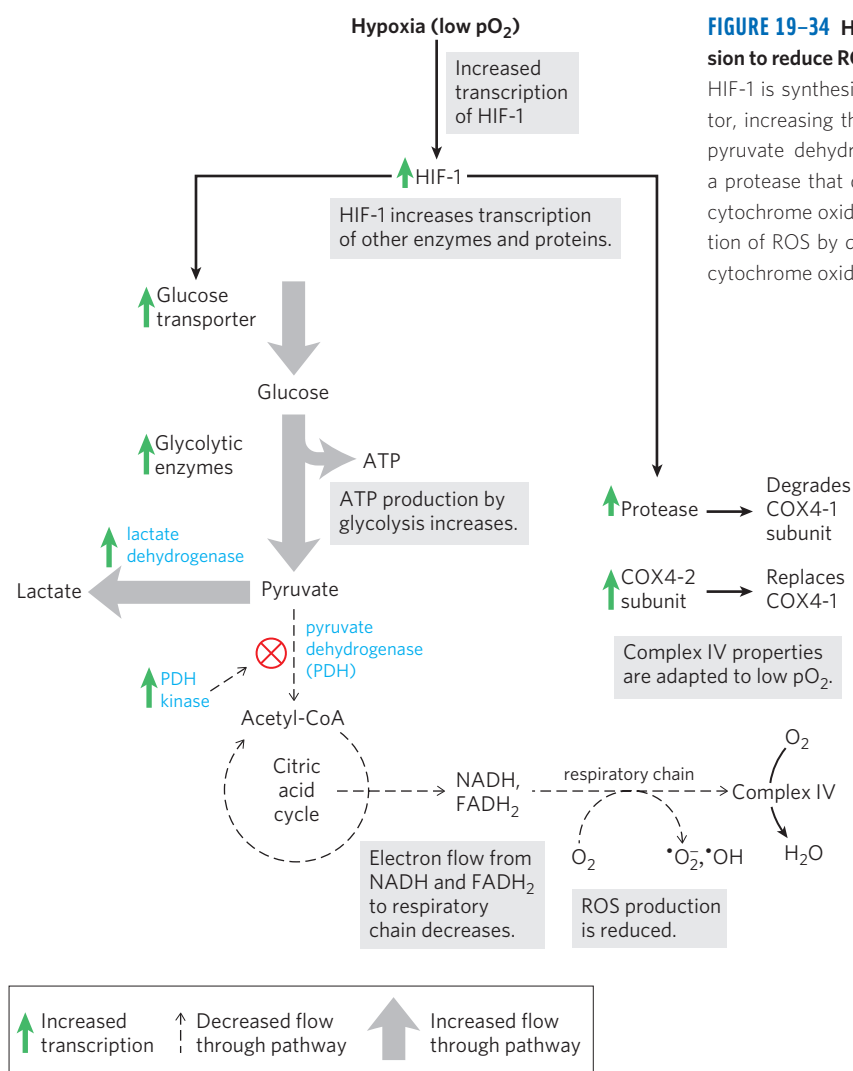 Hypoxia (low pO₂)
Increased
transcription
of HIF-1
HIF-1
HIF-1 increases transcription
of other enzymes and proteins.
Glucose
transporter
Glucose
Glycolytic
enzymes
ATP
ATP production by
glycolysis increases.
lactate
dehydrogenase
Lactate
Pyruvate
pyruvate
dehydrogenase
(PDH)
PDH
kinase
Acetyl-CoA
Citric
acid
cycle
NADH,
FADH₂
respiratory chain
Electron flow from
NADH and FADH₂
to respiratory
chain decreases.
O₂
•O₂⁻, •OH
ROS production
is reduced.
Protease
Degrades
COX4-1
subunit
COX4-2
subunit
Replaces
COX4-1
Complex IV properties
are adapted to low pO₂.
O₂
Complex IV
H₂O
Increased
transcription
Decreased flow
through pathway
Increased flow
through pathway
FIGURE 19–34 H
sion to reduce RO
HIF-1 is synthesi
tor, increasing th
pyruvate dehydr
a protease that
cytochrome oxid
tion of ROS by
cytochrome oxid